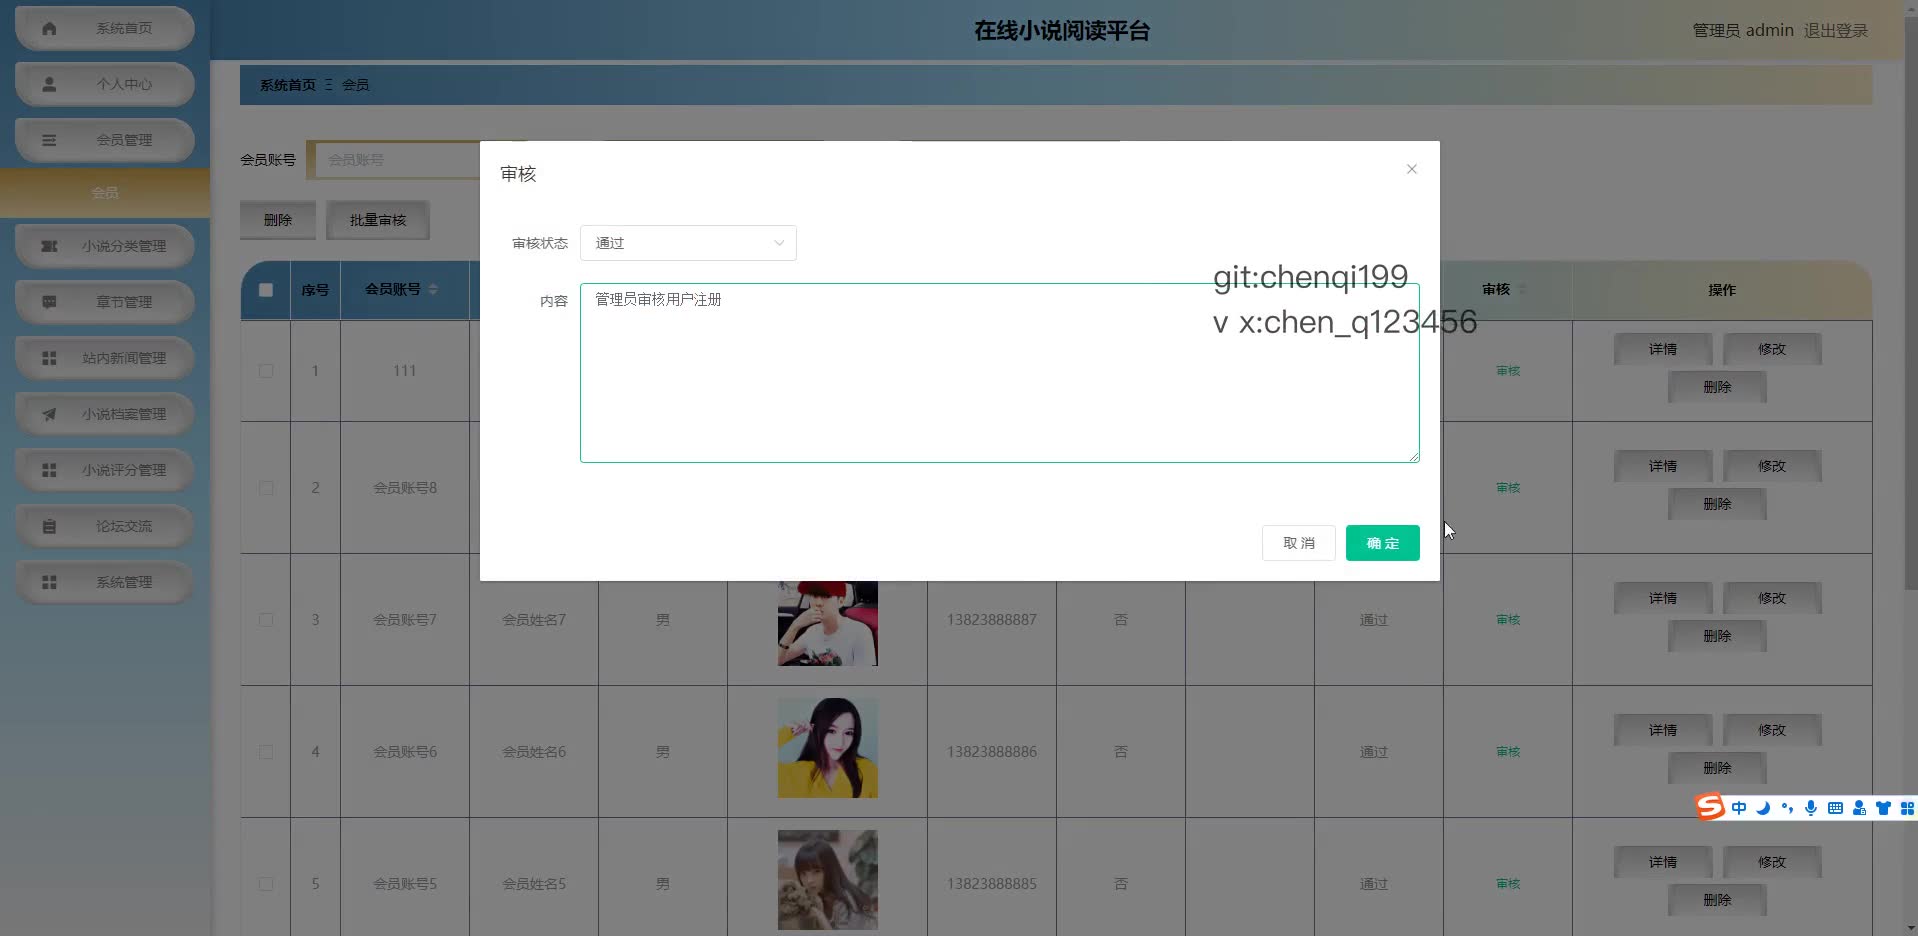 系统首页
在线小说阅读平台
管理员 admin 退出登录
个人中心
系统首页 Ξ 会员
会员管理
会员账号 会员账号
会员
删除 批量审核
小说分类管理
章节管理
站内新闻管理
小说档案管理
小说评分管理
论坛交流
系统管理
审核
审核状态 通过
内容 管理员审核用户注册
git:chenqi199
v x:chen_q123456
取消 确定
序号 会员账号 审核 操作
1 111 审核 详情 修改
删除
2 会员账号8 审核 详情 修改
删除
3 会员账号7 会员姓名7 男 13823888887 否 通过 审核 详情 修改
删除
4 会员账号6 会员姓名6 男 13823888886 否 通过 审核 详情 修改
删除
S 中
5 会员账号5 会员姓名5 男 13823888885 否 通过 审核 详情 修改
删除